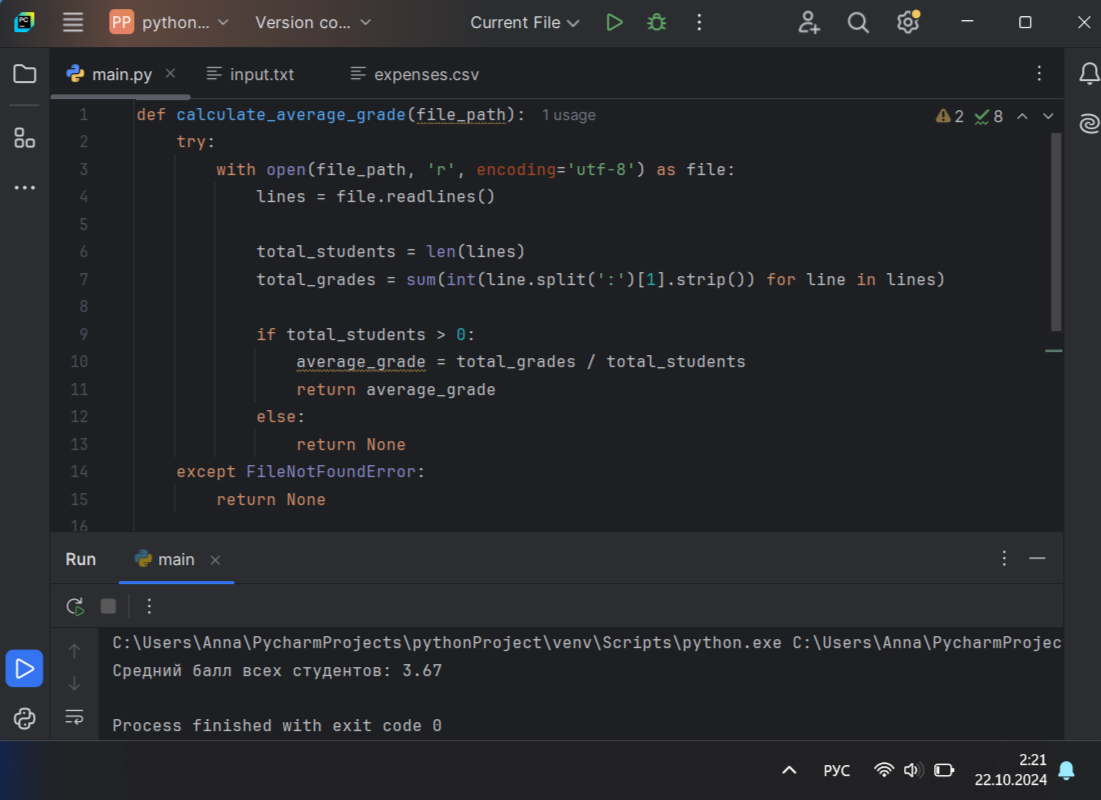 PC
PP python... Version co... Current File
main.py input.txt expenses.csv
1 def calculate_average_grade(file_path): 1 usage 2 8
2 try:
3 with open(file_path, 'r', encoding='utf-8') as file:
4 lines = file.readlines()
5
6 total_students = len(lines)
7 total_grades = sum(int(line.split(':')[1].strip()) for line in lines)
8
9 if total_students > 0:
10 average_grade = total_grades / total_students
11 return average_grade
12 else:
13 return None
14 except FileNotFoundError:
15 return None
16
Run main
C:\Users\Anna\PycharmProjects\pythonProject\venv\Scripts\python.exe C:\Users\Anna\PycharmProjec
Средний балл всех студентов: 3.67
Process finished with exit code 0
РУС 2:21
22.10.2024